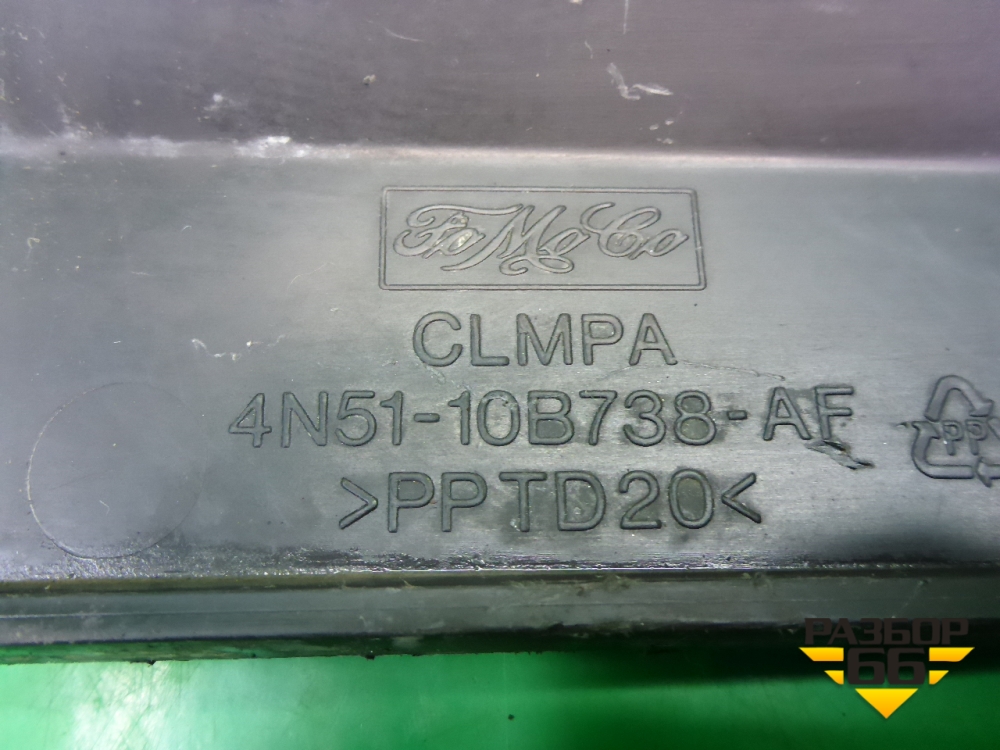 FoMoCo
CLMPA
4N51-10B738-AF
PP
>PPTD20<
РАЗБОР
66